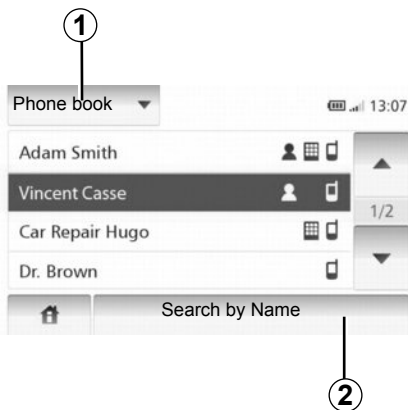 1
Phone book 13:07
Adam Smith
Vincent Casse
1/2
Car Repair Hugo
Dr. Brown
Search by Name
2